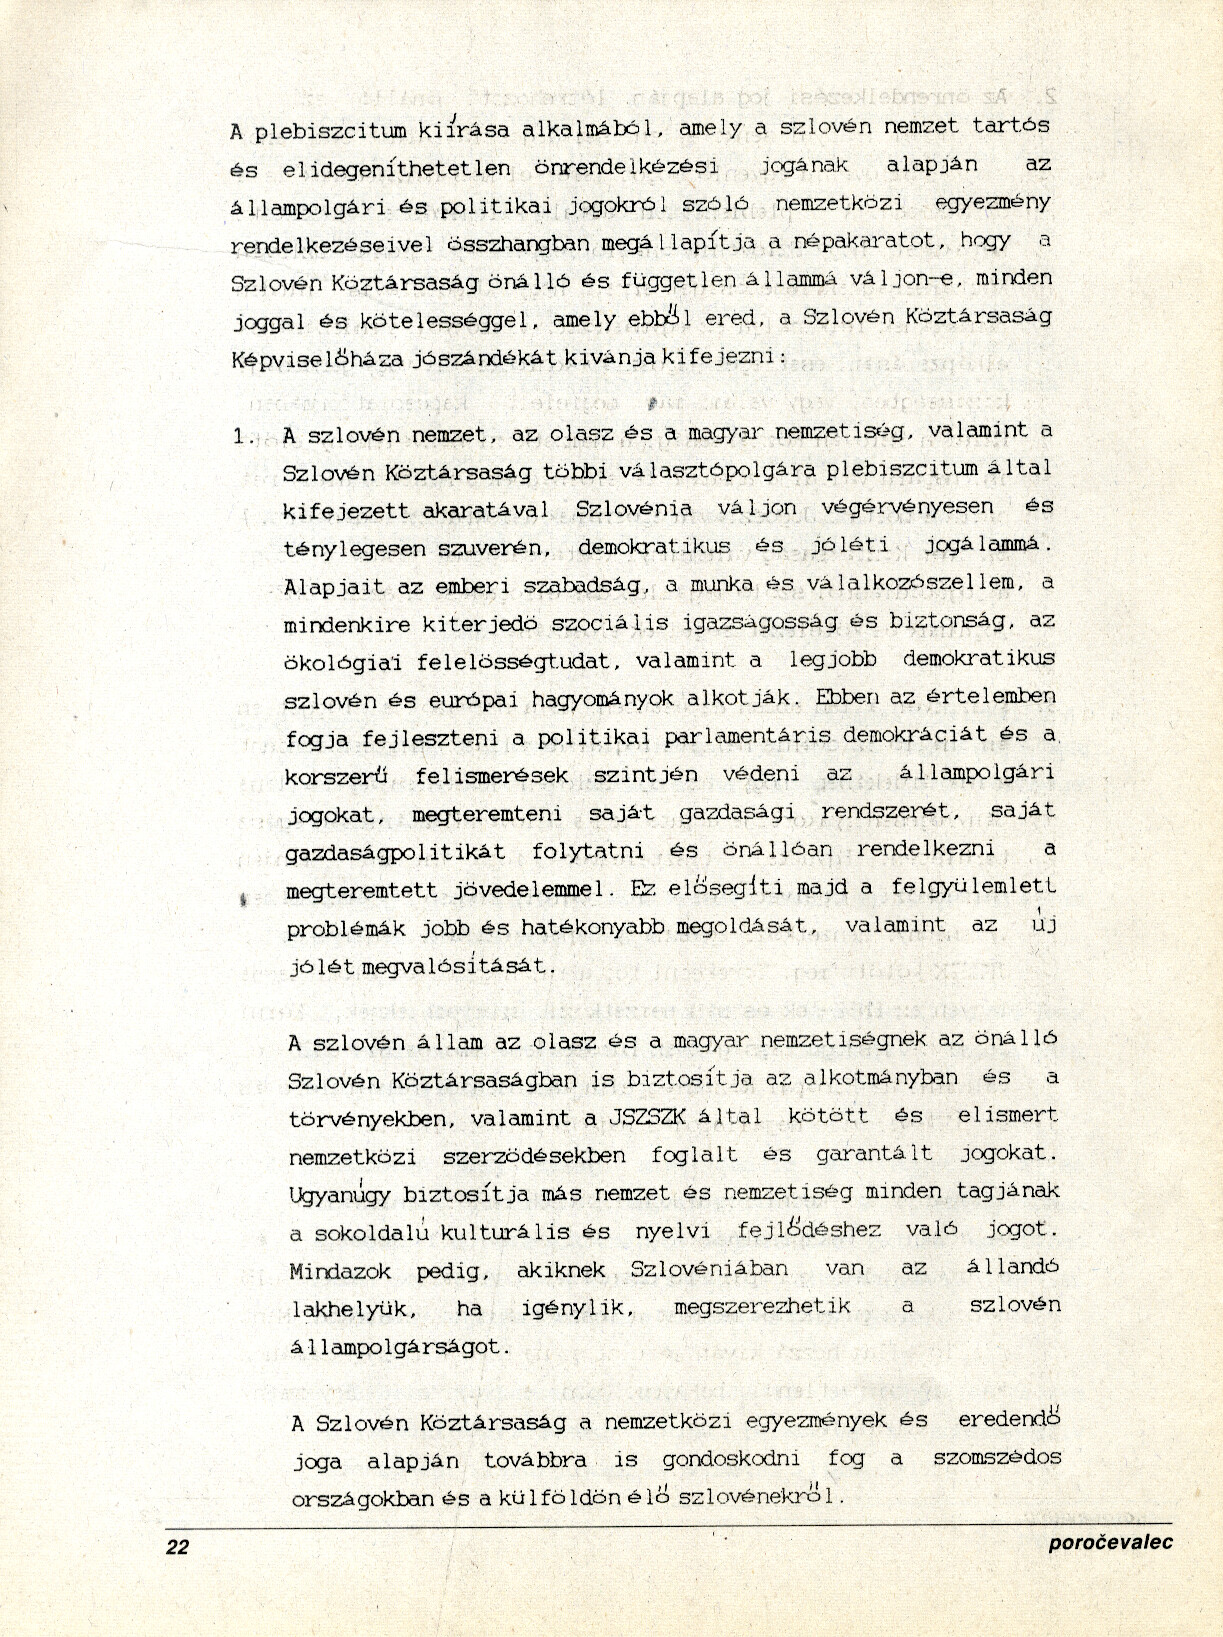 A plebiszcitum kiírása alkalmából, amely a szlovén nemzet tartós
és elidegeníthetetlen önrendelkézési jogának alapján az
állampolgári és politikai jogokról szóló nemzetközi egyezmény
rendelkezéseivel összhangban megállapítja a népakaratot, hogy a
Szlovén Köztársaság önálló és független állammá váljon-e, minden
joggal és kötelességgel, amely ebből ered, a Szlovén Köztársaság
Képviselőháza jószándékát kivánja kifejezni:
1. A szlovén nemzet, az olasz és a magyar nemzetiség, valamint a
Szlovén Köztársaság többi választópolgára plebiszcitum által
kifejezett akaratával Szlovénia váljon végérvényesen és
ténylegesen szuverén, demokratikus és jóléti jogálammá.
Alapjait az emberi szabadság, a munka és válalkozószellem, a
mindenkire kiterjedö szociális igazságosság és biztonság, az
ökológiai felelösségtudat, valamint a legjobb demokratikus
szlovén és európai hagyományok alkotják. Ebben az értelemben
fogja fejleszteni a politikai parlamentáris demokráciát és a
korszerű felismerések szintjén védeni az állampolgári
jogokat, megteremteni saját gazdasági rendszerét, saját
gazdaságpolitikát folytatni és önállóan rendelkezni a
megteremtett jövedelemmel. Ez elősegíti majd a felgyülemlett
problémák jobb és hatékonyabb megoldását, valamint az új
jólét megvalósítását.
A szlovén állam az olasz és a magyar nemzetiségnek az önálló
Szlovén Köztársaságban is biztosítja az alkotmányban és a
törvényekben, valamint a JSZSZK által kötött és elismert
nemzetközi szerzödésekben foglalt és garantált jogokat.
Ugyanúgy biztosítja más nemzet és nemzetiség minden tagjának
a sokoldalú kulturális és nyelvi fejlődéshez való jogot.
Mindazok pedig, akiknek Szlovéniában van az állandó
lakhelyük, ha igénylik, megszerezhetik a szlovén
állampolgárságot.
A Szlovén Köztársaság a nemzetközi egyezmények és eredendő
joga alapján továbbra is gondoskodni fog a szomszédos
országokban és a külföldön élő szlovénekről.
22
poročevalec